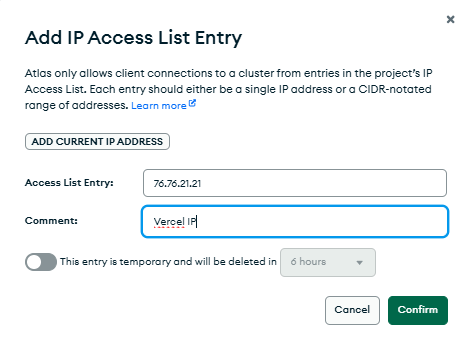 Add IP Access List Entry
Atlas only allows client connections to a cluster from entries in the project's IP
Access List. Each entry should either be a single IP address or a CIDR-notated
range of addresses. Learn more
ADD CURRENT IP ADDRESS
Access List Entry: 76.76.21.21
Comment: Vercel IP
This entry is temporary and will be deleted in 6 hours
Cancel Confirm